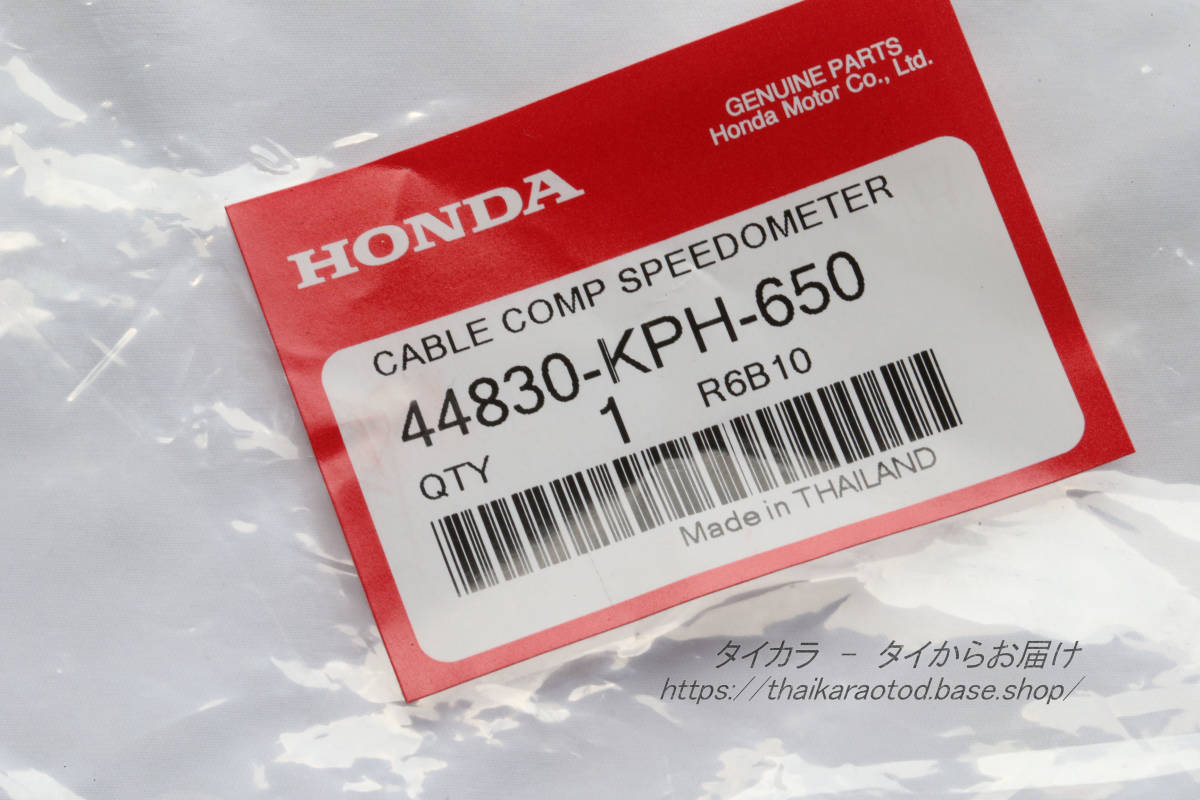 GENUINE PARTS
Honda Motor Co., Ltd.
HONDA
CABLE COMP SPEEDOMETER
44830-KPH-650
QTY 1 R6B10
Made in THAILAND
タイカラ - タイからお届け
https://thaikaraotod.base.shop/